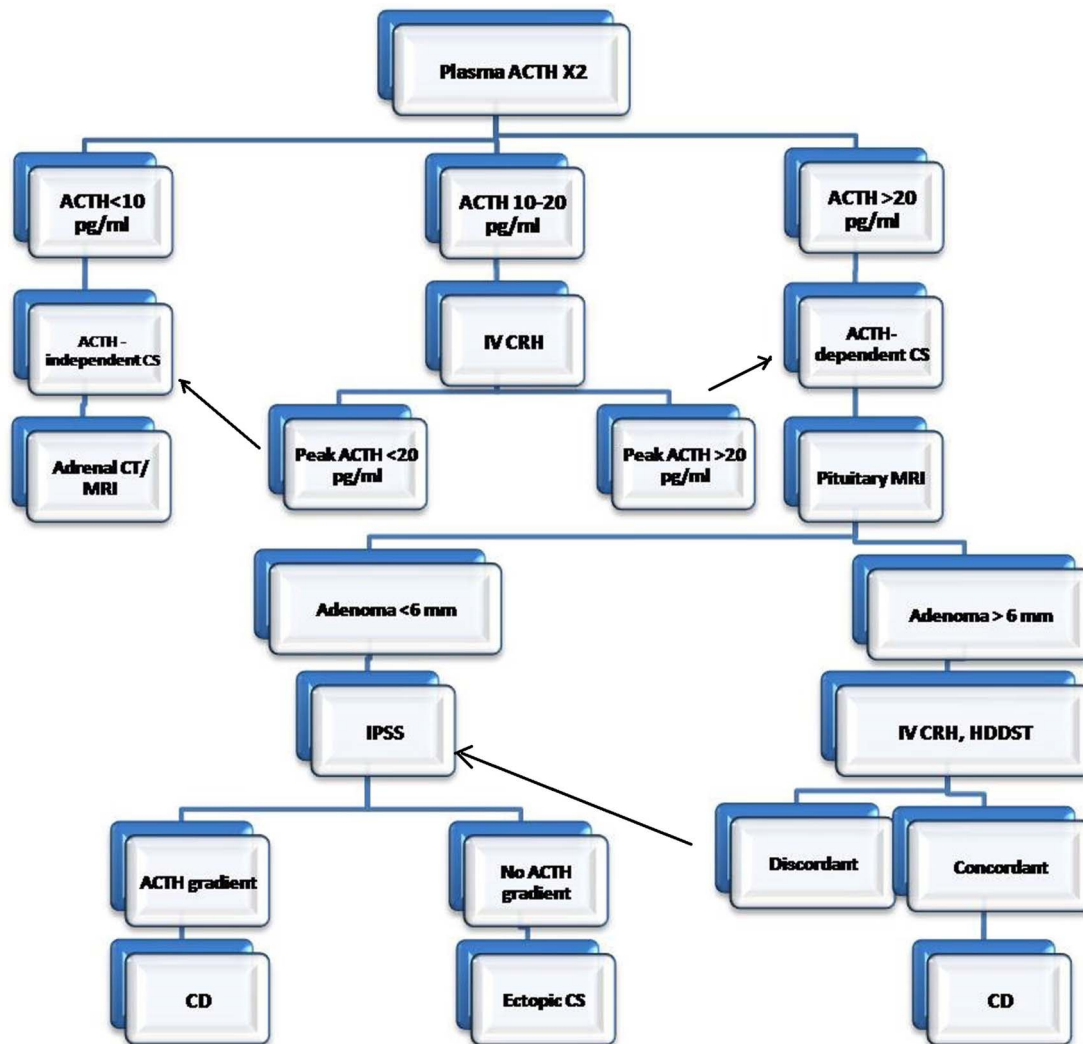 Plasma ACTH X2
ACTH<10
pg/ml
ACTH 10-20
pg/ml
ACTH >20
pg/ml
ACTH -
independent CS
IV CRH
ACTH-
dependent CS
Adrenal CT/
MRI
Peak ACTH <20
pg/ml
Peak ACTH >20
pg/ml
Pituitary MRI
Adenoma <6 mm
Adenoma > 6 mm
IPSS
IV CRH, HDDST
ACTH gradient
No ACTH
gradient
Discordant
Concordant
CD
Ectopic CS
CD